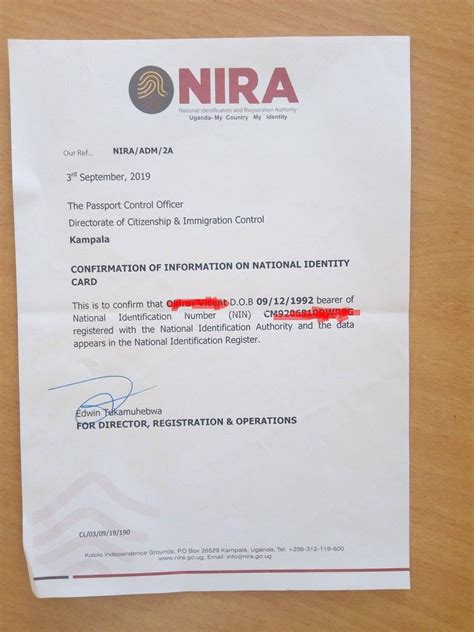 NIRA
National Identification and Registration Authority
Uganda- My Country My Identity
Our Ref... NIRA/ADM/2A
3rd September, 2019
The Passport Control Officer
Directorate of Citizenship & Immigration Control
Kampala
CONFIRMATION OF INFORMATION ON NATIONAL IDENTITY
CARD
This is to confirm that D.O.B 09/12/1992 bearer of
National Identification Number (NIN)
registered with the National Identification Authority and the data
appears in the National Identification Register.
Edwin Tukamuhebwa
FOR DIRECTOR, REGISTRATION & OPERATIONS
CL/03/09/19/190
Kololo Independence Grounds, P.O Box 26529 Kampala, Uganda, Tel: +256-312-119-600
www.nira.go.ug, Email: info@nira.go.ug